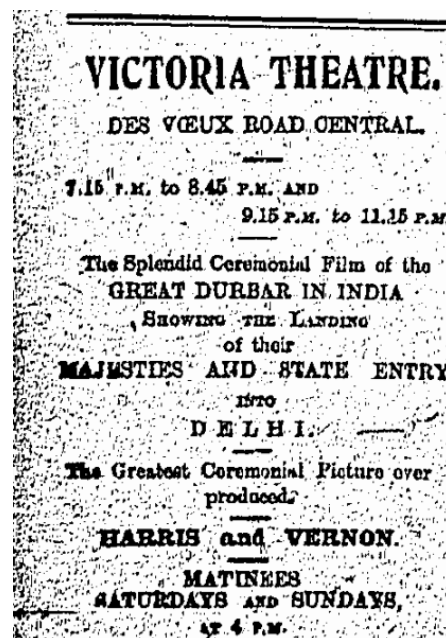 VICTORIA THEATRE.
DES VŒUX ROAD CENTRAL.
7.15 P.M. to 8.45 P.M. AND
9.15 P.M. to 11.15 P.M.
The Splendid Ceremonial Film of the
GREAT DURBAR IN INDIA
SHOWING THE LANDING
of their
MAJESTIES AND STATE ENTRY
INTO
DELHI.
The Greatest Ceremonial Picture ever
produced.
HARRIS and VERNON.
MATINEES
SATURDAYS AND SUNDAYS,
AT 4 P.M.